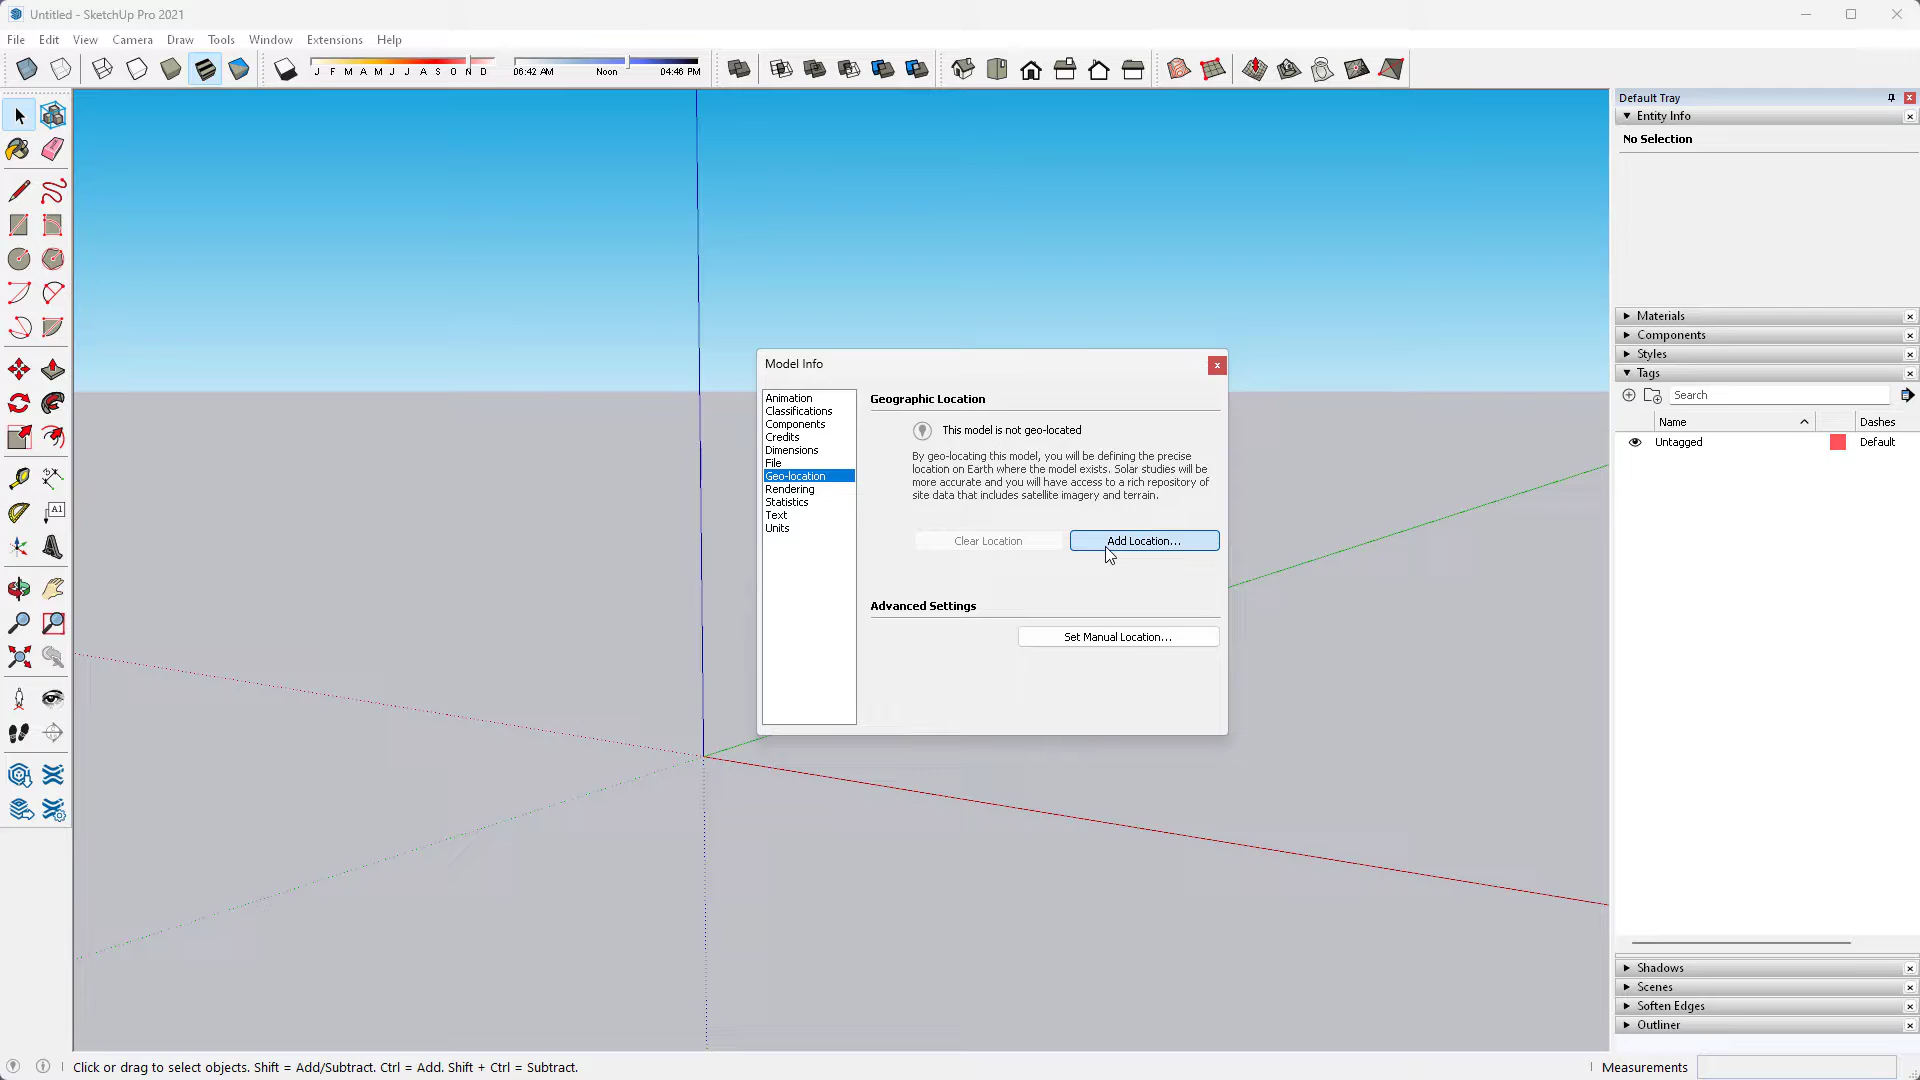 Untitled - SketchUp Pro 2021
File Edit View Camera Draw Tools Window Extensions Help
J F M A M J J A S O N D
06:42 AM Noon 04:46 PM
Default Tray
Entity Info
No Selection
Materials
Components
Styles
Tags
Search
Name Dashes
Untagged Default
A1
Model Info
Animation
Classifications
Components
Credits
Dimensions
File
Geo-location
Rendering
Statistics
Text
Units
Geographic Location
This model is not geo-located
By geo-locating this model, you will be defining the precise
location on Earth where the model exists. Solar studies will be
more accurate and you will have access to a rich repository of
site data that includes satellite imagery and terrain.
Clear Location Add Location...
Advanced Settings
Set Manual Location...
Shadows
Scenes
Soften Edges
Outliner
Click or drag to select objects. Shift = Add/Subtract. Ctrl = Add. Shift + Ctrl = Subtract.
Measurements